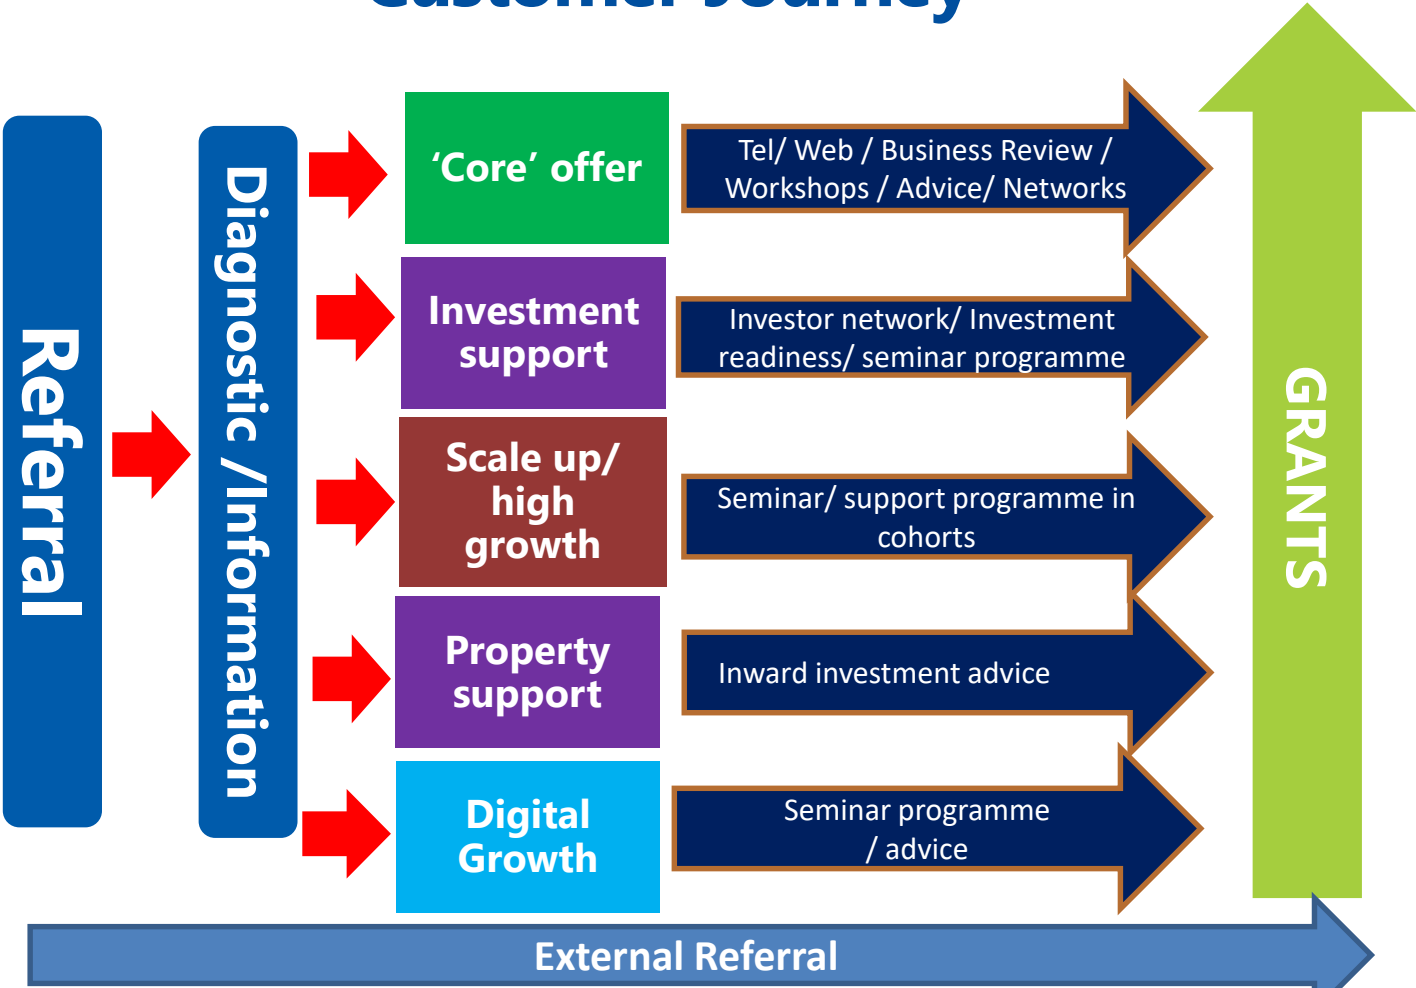 Customer Journey
Referral
Diagnostic /Information
‘Core’ offer
Tel/ Web / Business Review /
Workshops / Advice/ Networks
Investment
support
Investor network/ Investment
readiness/ seminar programme
Scale up/
high
growth
Seminar/ support programme in
cohorts
Property
support
Inward investment advice
Digital
Growth
Seminar programme
/ advice
GRANTS
External Referral